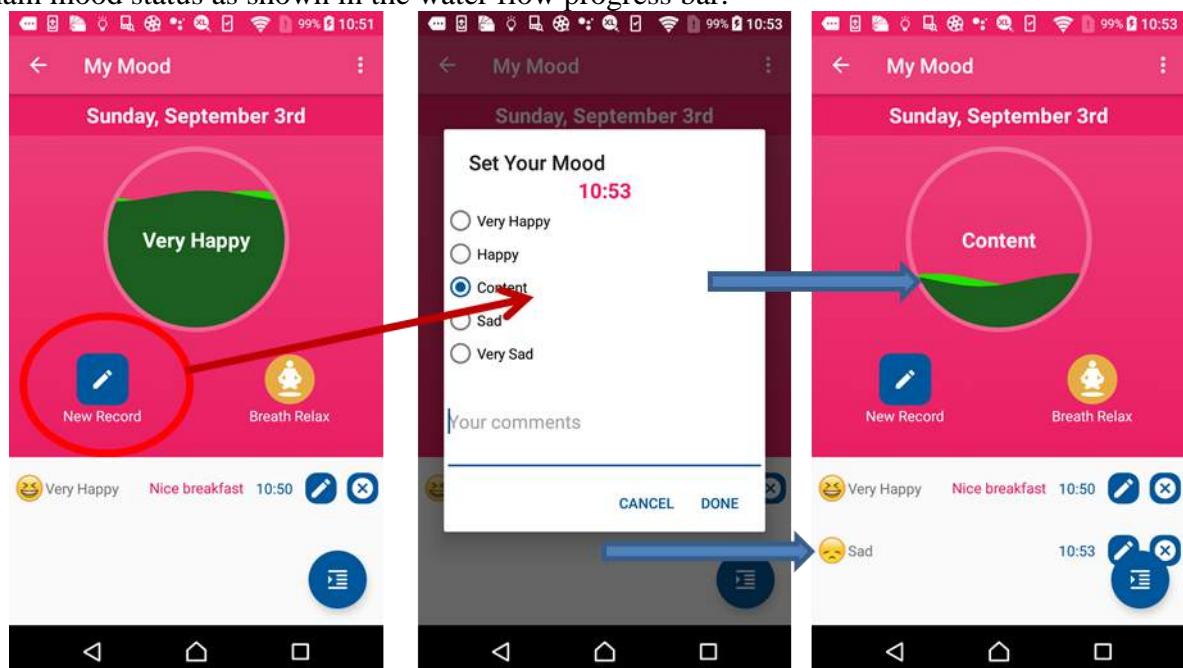 mood status as shown in the water flow progress bar.
99% 10:51
My Mood
Sunday, September 3rd
Very Happy
New Record
Breath Relax
Very Happy Nice breakfast 10:50
99% 10:53
My Mood
Sunday, September 3rd
Set Your Mood
10:53
Very Happy
Happy
Content
Sad
Very Sad
Your comments
CANCEL DONE
99% 10:53
My Mood
Sunday, September 3rd
Content
New Record
Breath Relax
Very Happy Nice breakfast 10:50
Sad 10:53